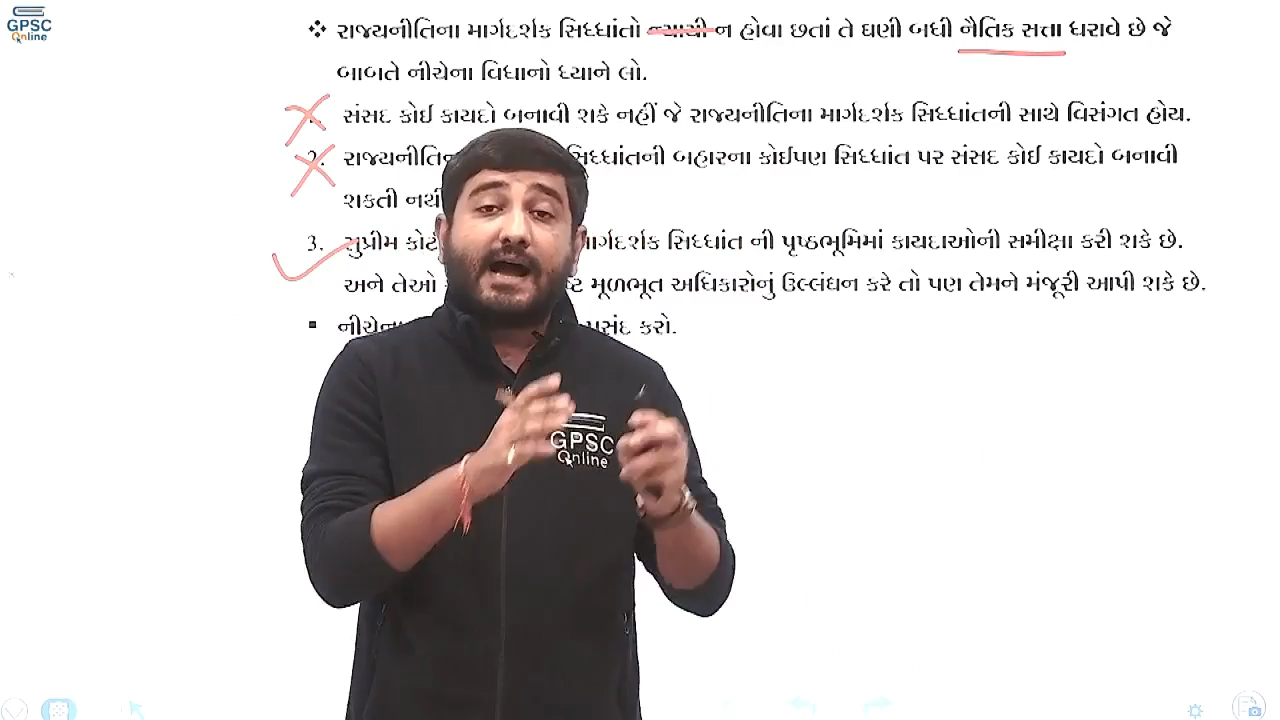 GPSC
Online
❖ રાજ્યનીતિના માર્ગદર્શક સિધ્ધાંતો ન્યાયી ન હોવા છતાં તે ઘણી બધી નૈતિક સત્તા ધરાવે છે જે
બાબતે નીચેના વિધાનો ધ્યાને લો.
સંસદ કોઈ કાયદો બનાવી શકે નહીં જે રાજ્યનીતિના માર્ગદર્શક સિધ્ધાંતની સાથે વિસંગત હોય.
2. સિધ્ધાંતની બહારના કોઈપણ સિધ્ધાંત પર સંસદ કોઈ કાયદો બનાવી
શકતી
3. સુપ્રીમ માર્ગદર્શક સિધ્ધાંત ની પૃષ્ઠભૂમિમાં કાયદાઓની સમીક્ષા કરી શકે છે.
અને તેઓ મૂળભૂત અધિકારોનું ઉલ્લંઘન કરે તો પણ તેમને મંજૂરી આપી શકે છે.
▪ કરો.
GPSC
Online